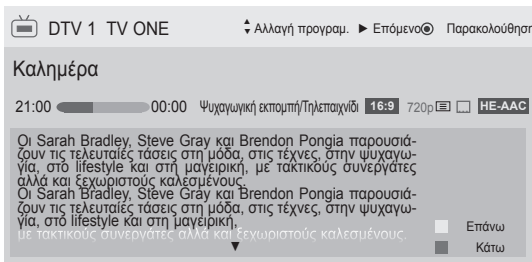 DTV 1 TV ONE Αλλαγή προγραμ. Επόμενο Παρακολούθηση
Καλημέρα
21:00 00:00 Ψυχαγωγική εκπομπή/Τηλεπαιχνίδι 16:9 720p HE-AAC
Οι Sarah Bradley, Steve Gray και Brendon Pongia παρουσιά-
ζουν τις τελευταίές τάσεις στη μόδα, στις τέχνες, στην ψυχαγω-
γία, στο lifestyle και στη μαγειρική, με τακτικούς συνεργάτες
αλλά και ξεχωριστούς καλεσμένους.
Οι Sarah Bradley, Steve Gray και Brendon Pongia παρουσιά-
ζουν τις τελευταίές τάσεις στη μόδα, στις τέχνες, στην ψυχαγω-
γία, στο lifestyle και στη μαγειρική,
με τακτικούς συνεργάτες αλλά και ξεχωριστούς καλεσμένους.
Επάνω
Κάτω